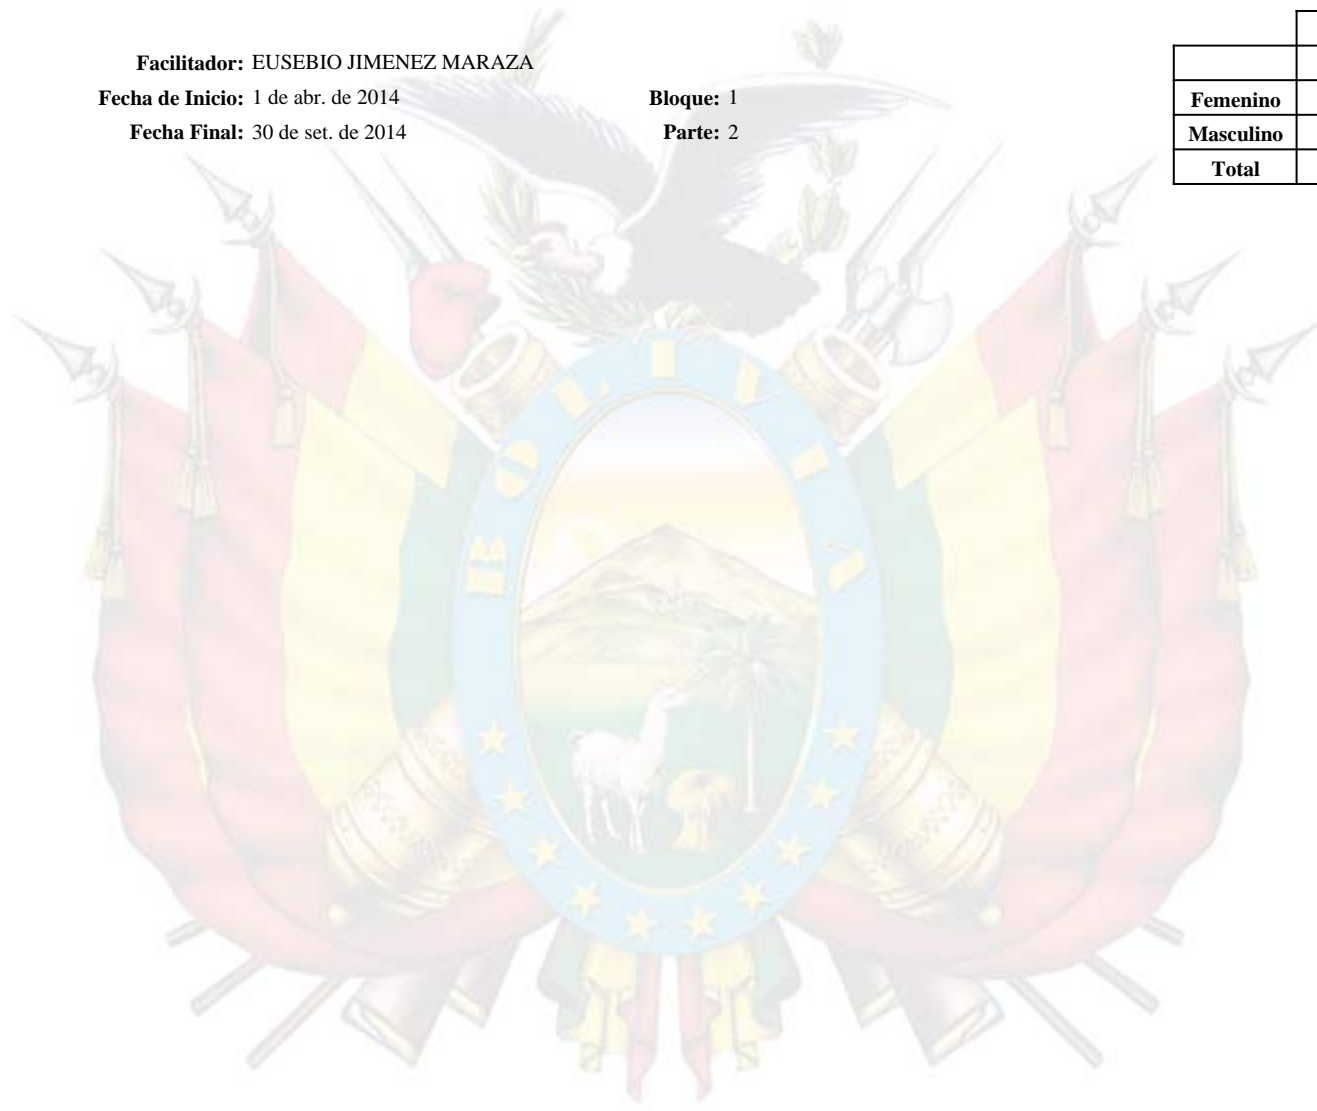 Facilitador: EUSEBIO JIMENEZ MARAZA
Fecha de Inicio: 1 de abr. de 2014 Bloque: 1
Fecha Final: 30 de set. de 2014 Parte: 2
Femenino
Masculino
Total
BOLIVIA